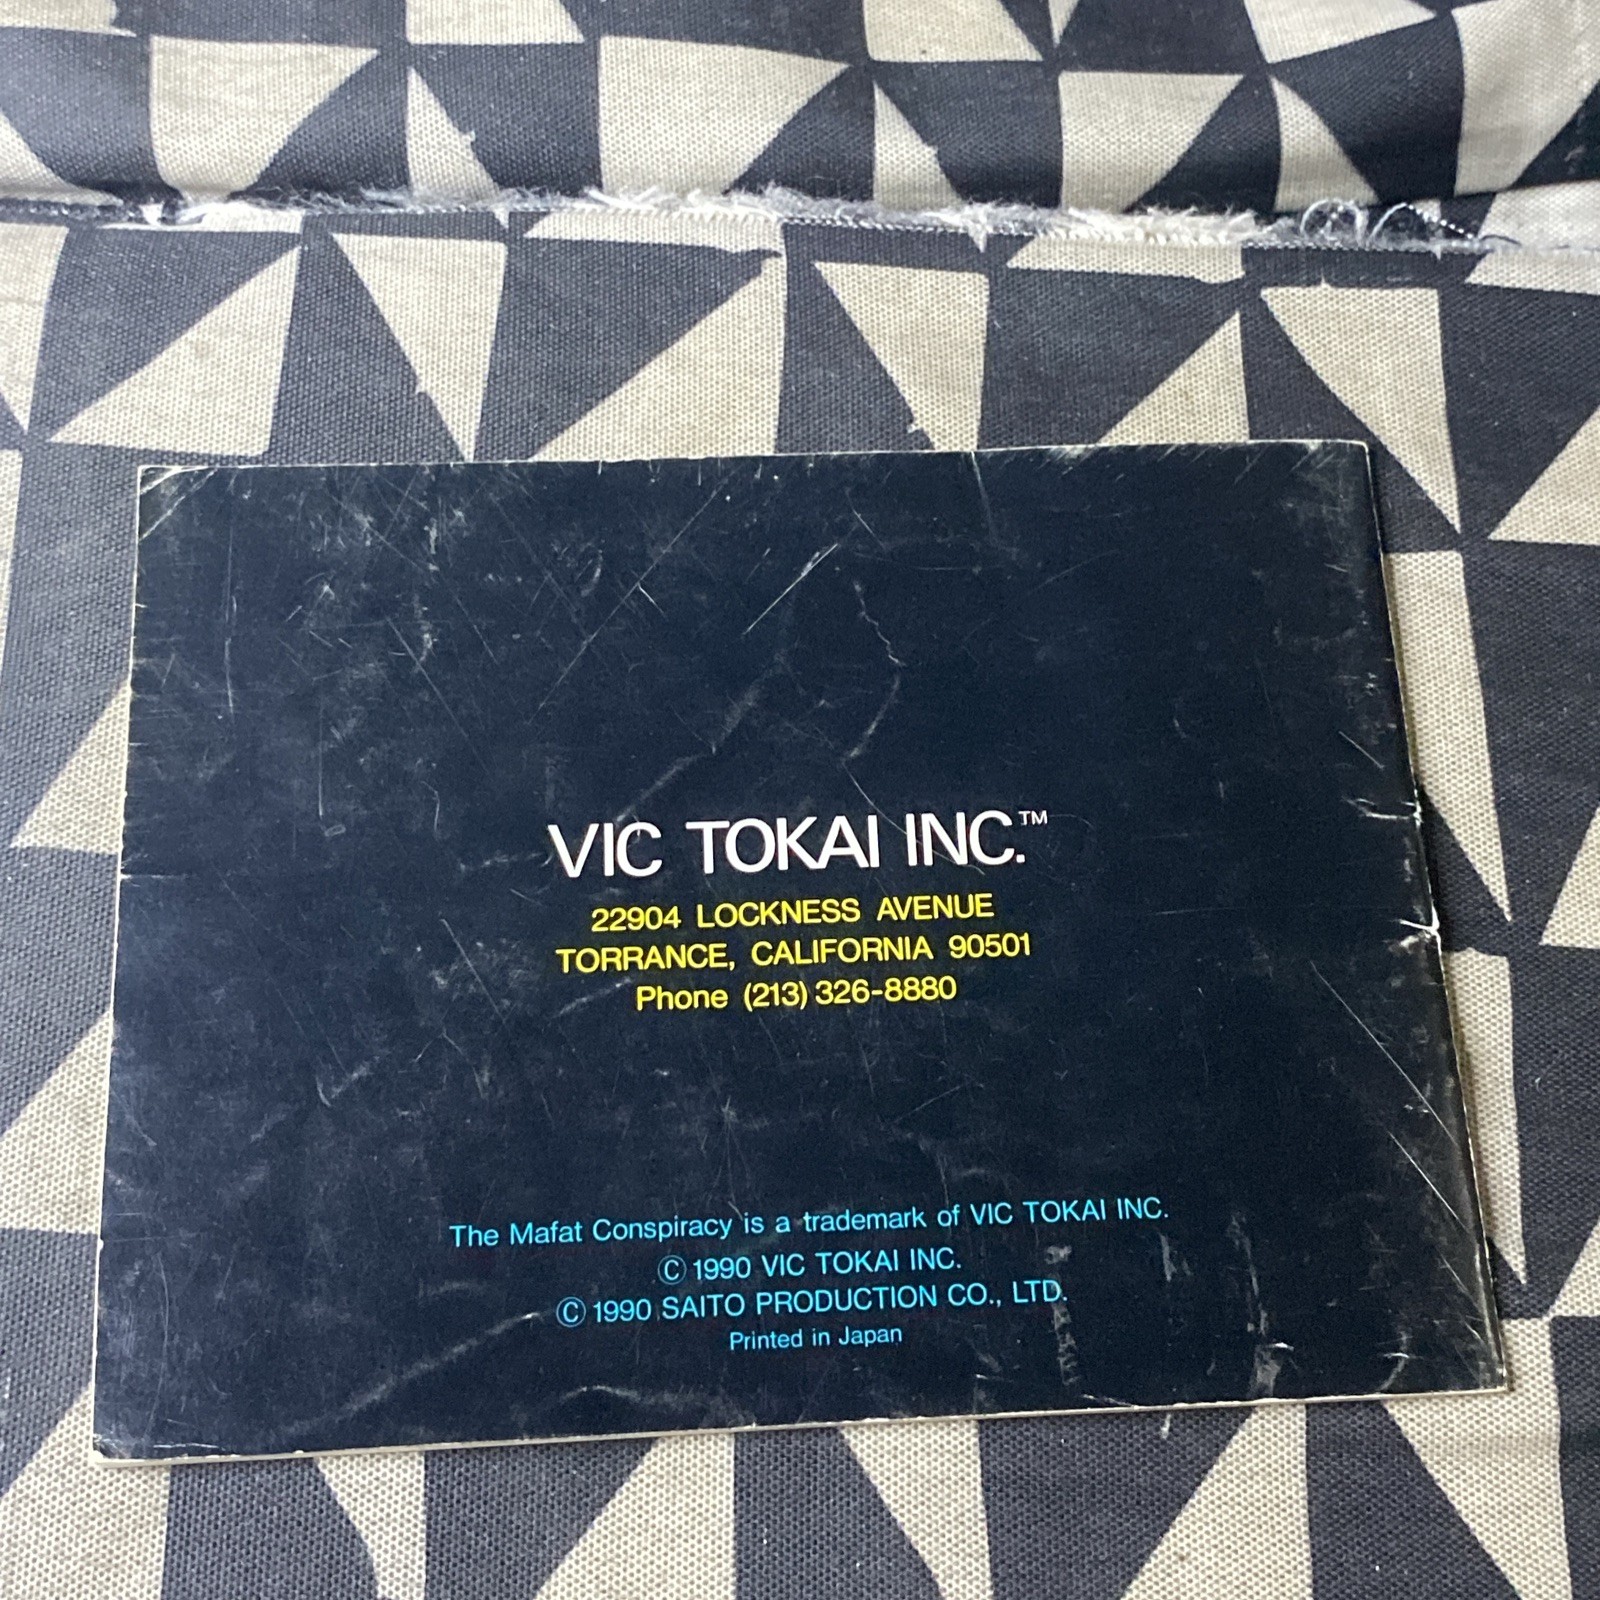 VIC TOKAI INC.™
22904 LOCKNESS AVENUE
TORRANCE, CALIFORNIA 90501
Phone (213) 326-8880
The Mafat Conspiracy is a trademark of VIC TOKAI INC.
© 1990 VIC TOKAI INC.
© 1990 SAITO PRODUCTION CO., LTD.
Printed in Japan